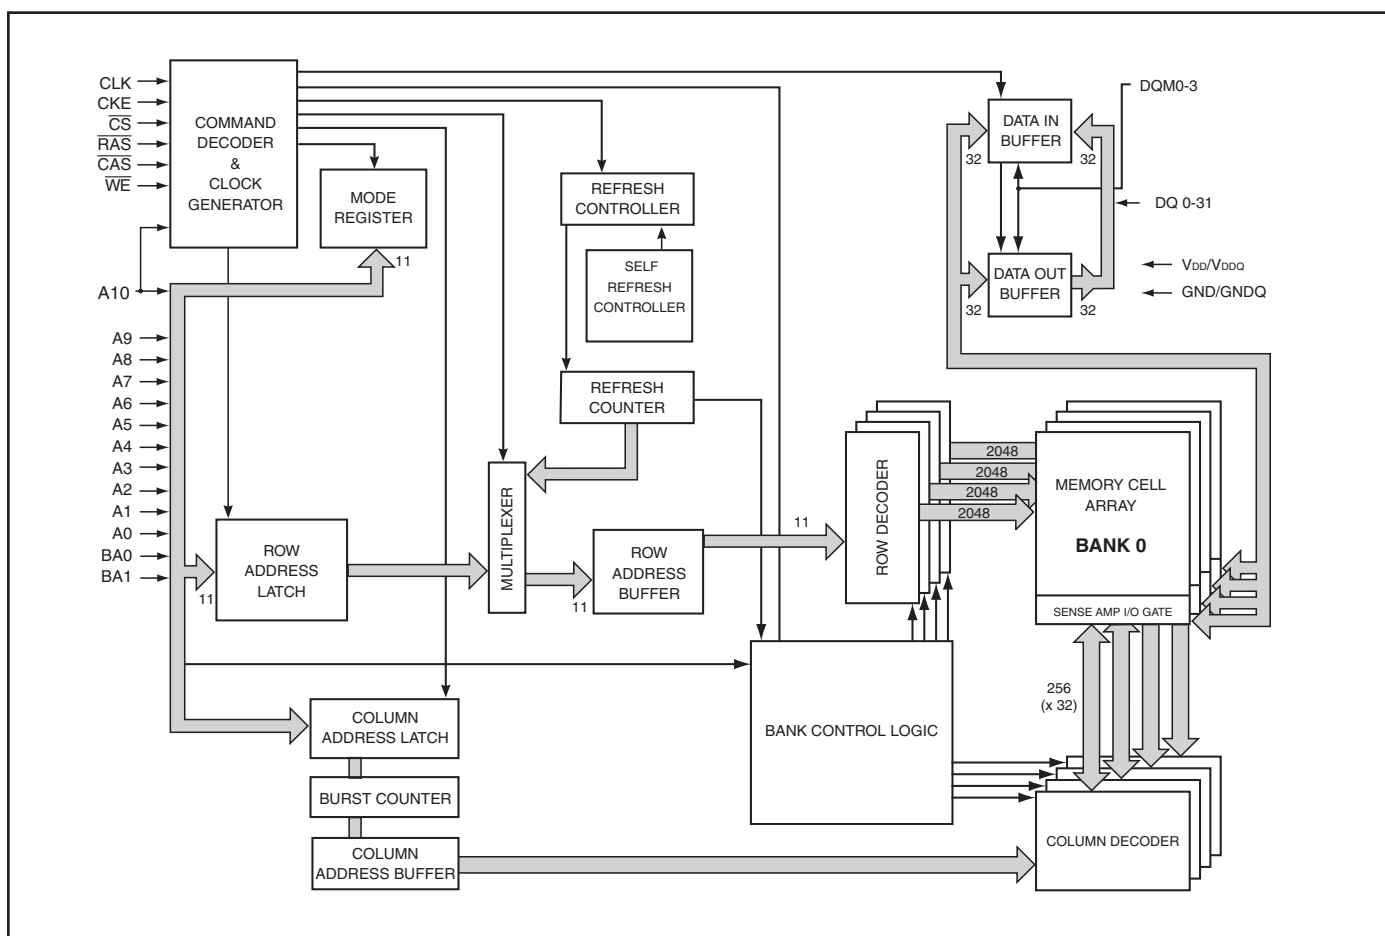 CLK
CKE
C̅S̅
R̅A̅S̅
C̅A̅S̅
W̅E̅
A10
A9
A8
A7
A6
A5
A4
A3
A2
A1
A0
BA0
BA1
COMMAND
DECODER
&
CLOCK
GENERATOR
MODE
REGISTER
11
REFRESH
CONTROLLER
SELF
REFRESH
CONTROLLER
REFRESH
COUNTER
DATA IN
BUFFER
32
32
DATA OUT
BUFFER
32
32
DQM0-3
DQ 0-31
VDD/VDDQ
GND/GNDQ
11
ROW
ADDRESS
LATCH
MULTIPLEXER
11
ROW
ADDRESS
BUFFER
11
ROW DECODER
2048
2048
2048
2048
MEMORY CELL
ARRAY
BANK 0
SENSE AMP I/O GATE
256
(x 32)
BANK CONTROL LOGIC
COLUMN
ADDRESS LATCH
BURST COUNTER
COLUMN
ADDRESS BUFFER
COLUMN DECODER